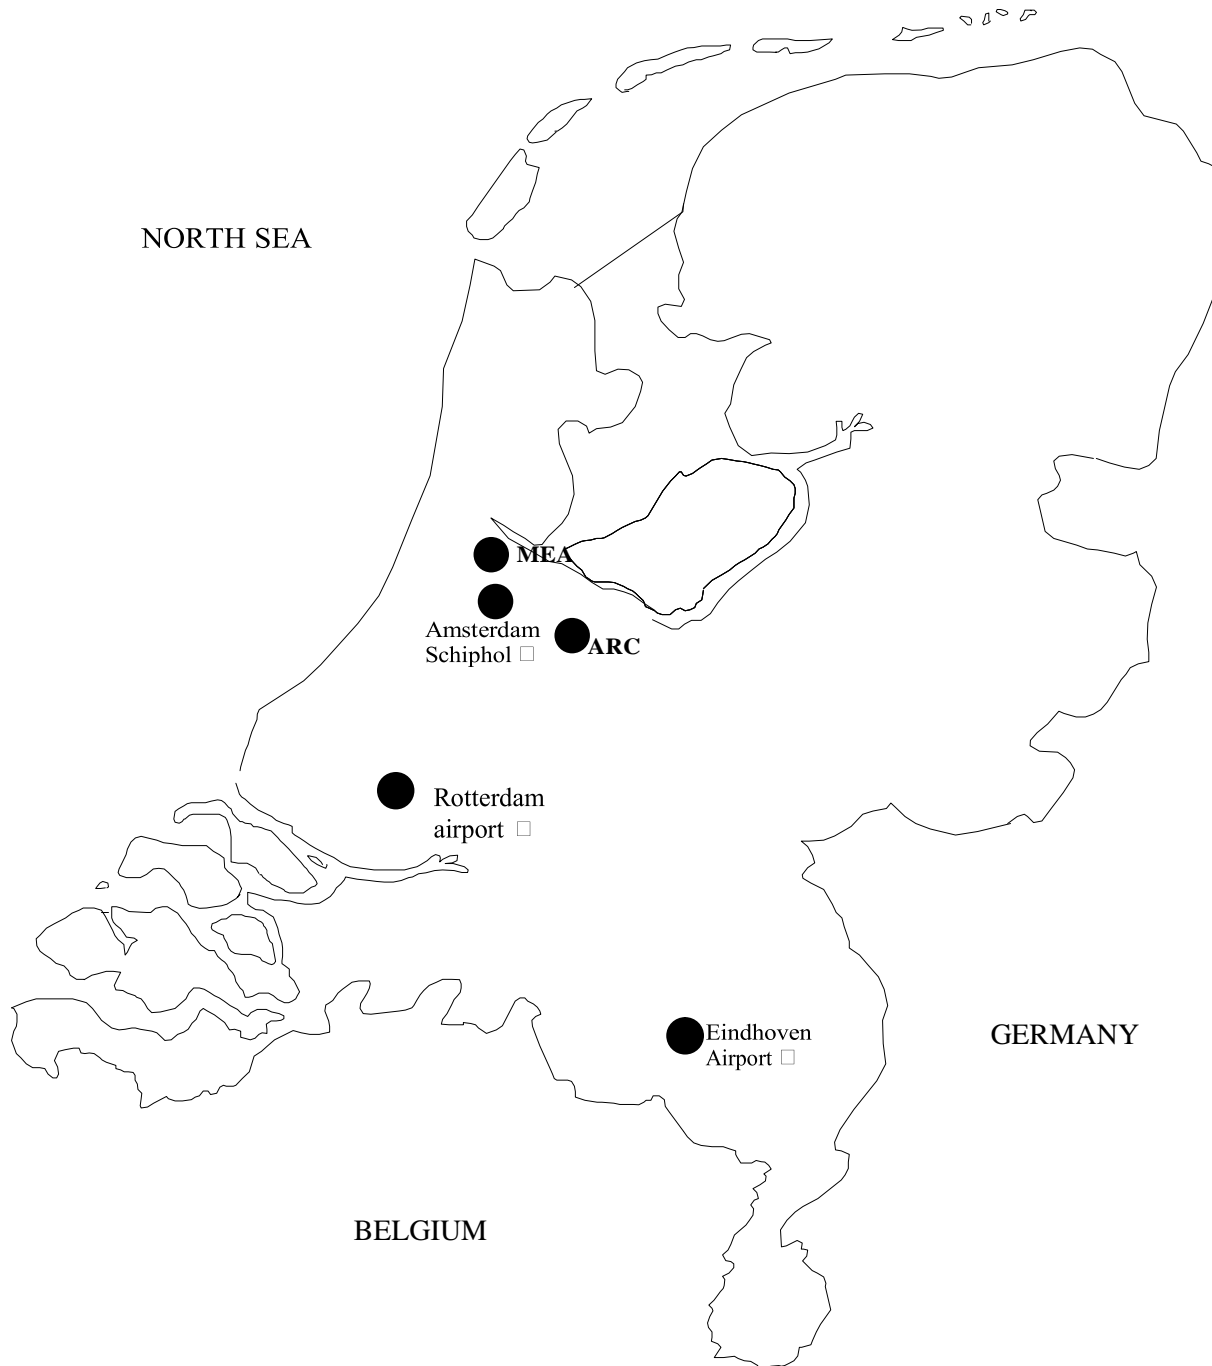 NORTH SEA
MEA
Amsterdam
Schiphol □
ARC
Rotterdam
airport □
Eindhoven
Airport □
GERMANY
BELGIUM